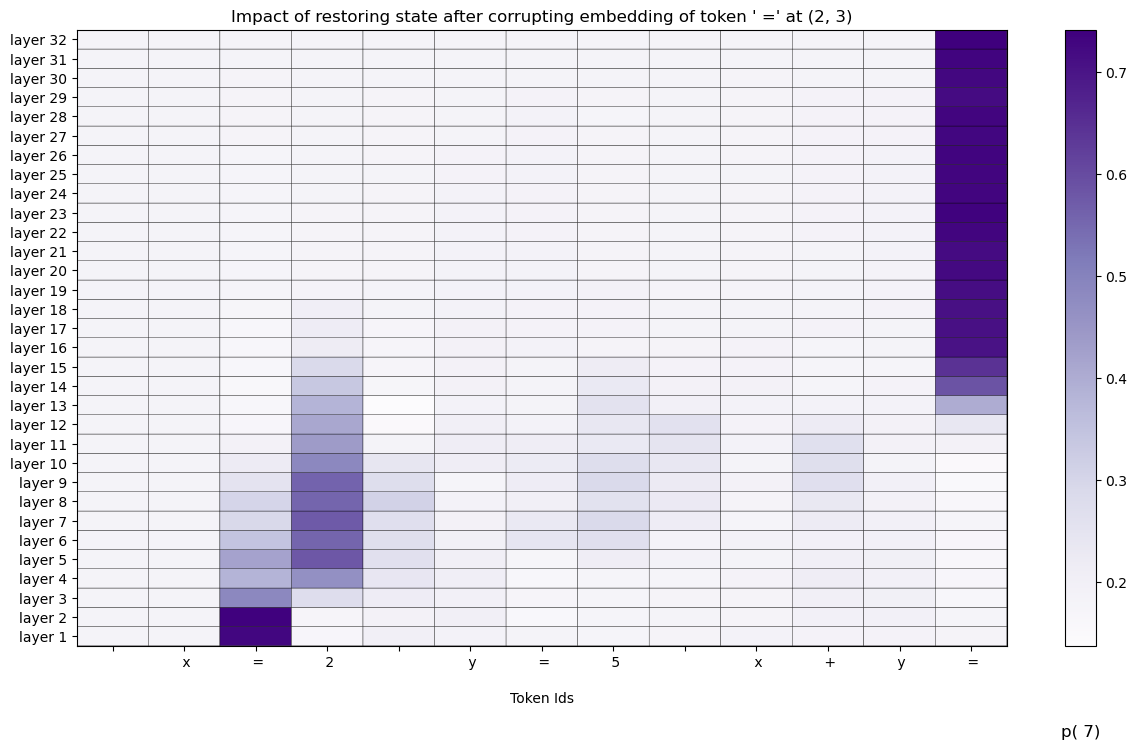 Impact of restoring state after corrupting embedding of token ' =' at (2, 3)
layer 32
layer 31
layer 30
layer 29
layer 28
layer 27
layer 26
layer 25
layer 24
layer 23
layer 22
layer 21
layer 20
layer 19
layer 18
layer 17
layer 16
layer 15
layer 14
layer 13
layer 12
layer 11
layer 10
layer 9
layer 8
layer 7
layer 6
layer 5
layer 4
layer 3
layer 2
layer 1
x = 2 y = 5 x + y =
Token Ids
0.7
0.6
0.5
0.4
0.3
0.2
p( 7)